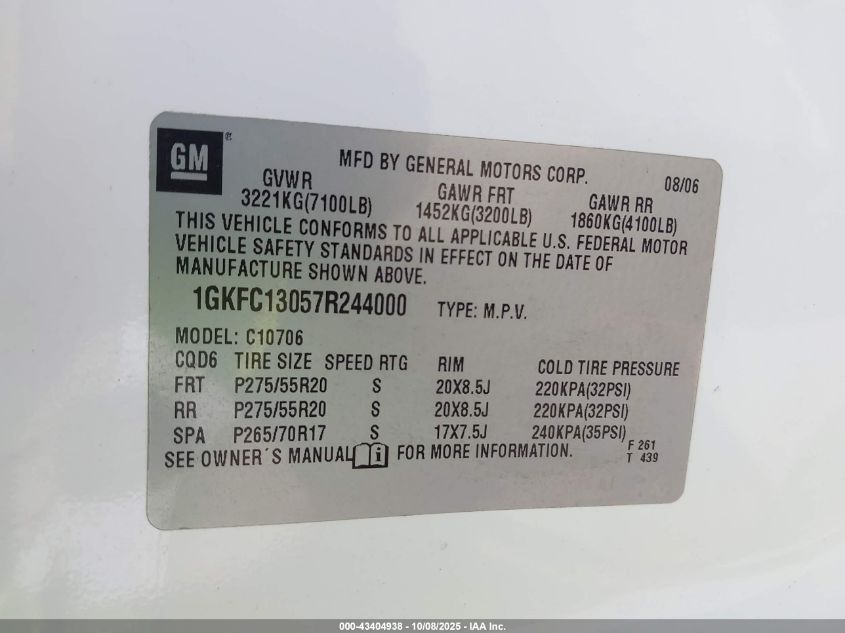 GM ®
MFD BY GENERAL MOTORS CORP. 08/06
GVWR GAWR FRT GAWR RR
3221KG(7100LB) 1452KG(3200LB) 1860KG(4100LB)
THIS VEHICLE CONFORMS TO ALL APPLICABLE U.S. FEDERAL MOTOR
VEHICLE SAFETY STANDARDS IN EFFECT ON THE DATE OF
MANUFACTURE SHOWN ABOVE.
1GKFC13057R244000 TYPE: M.P.V.
MODEL: C10706
CQD6 TIRE SIZE SPEED RTG RIM COLD TIRE PRESSURE
FRT P275/55R20 S 20X8.5J 220KPA(32PSI)
RR P275/55R20 S 20X8.5J 220KPA(32PSI)
SPA P265/70R17 S 17X7.5J 240KPA(35PSI)
SEE OWNER´S MANUAL i FOR MORE INFORMATION. F 261
T 439
000-43404938 - 10/08/2025 - IAA Inc.